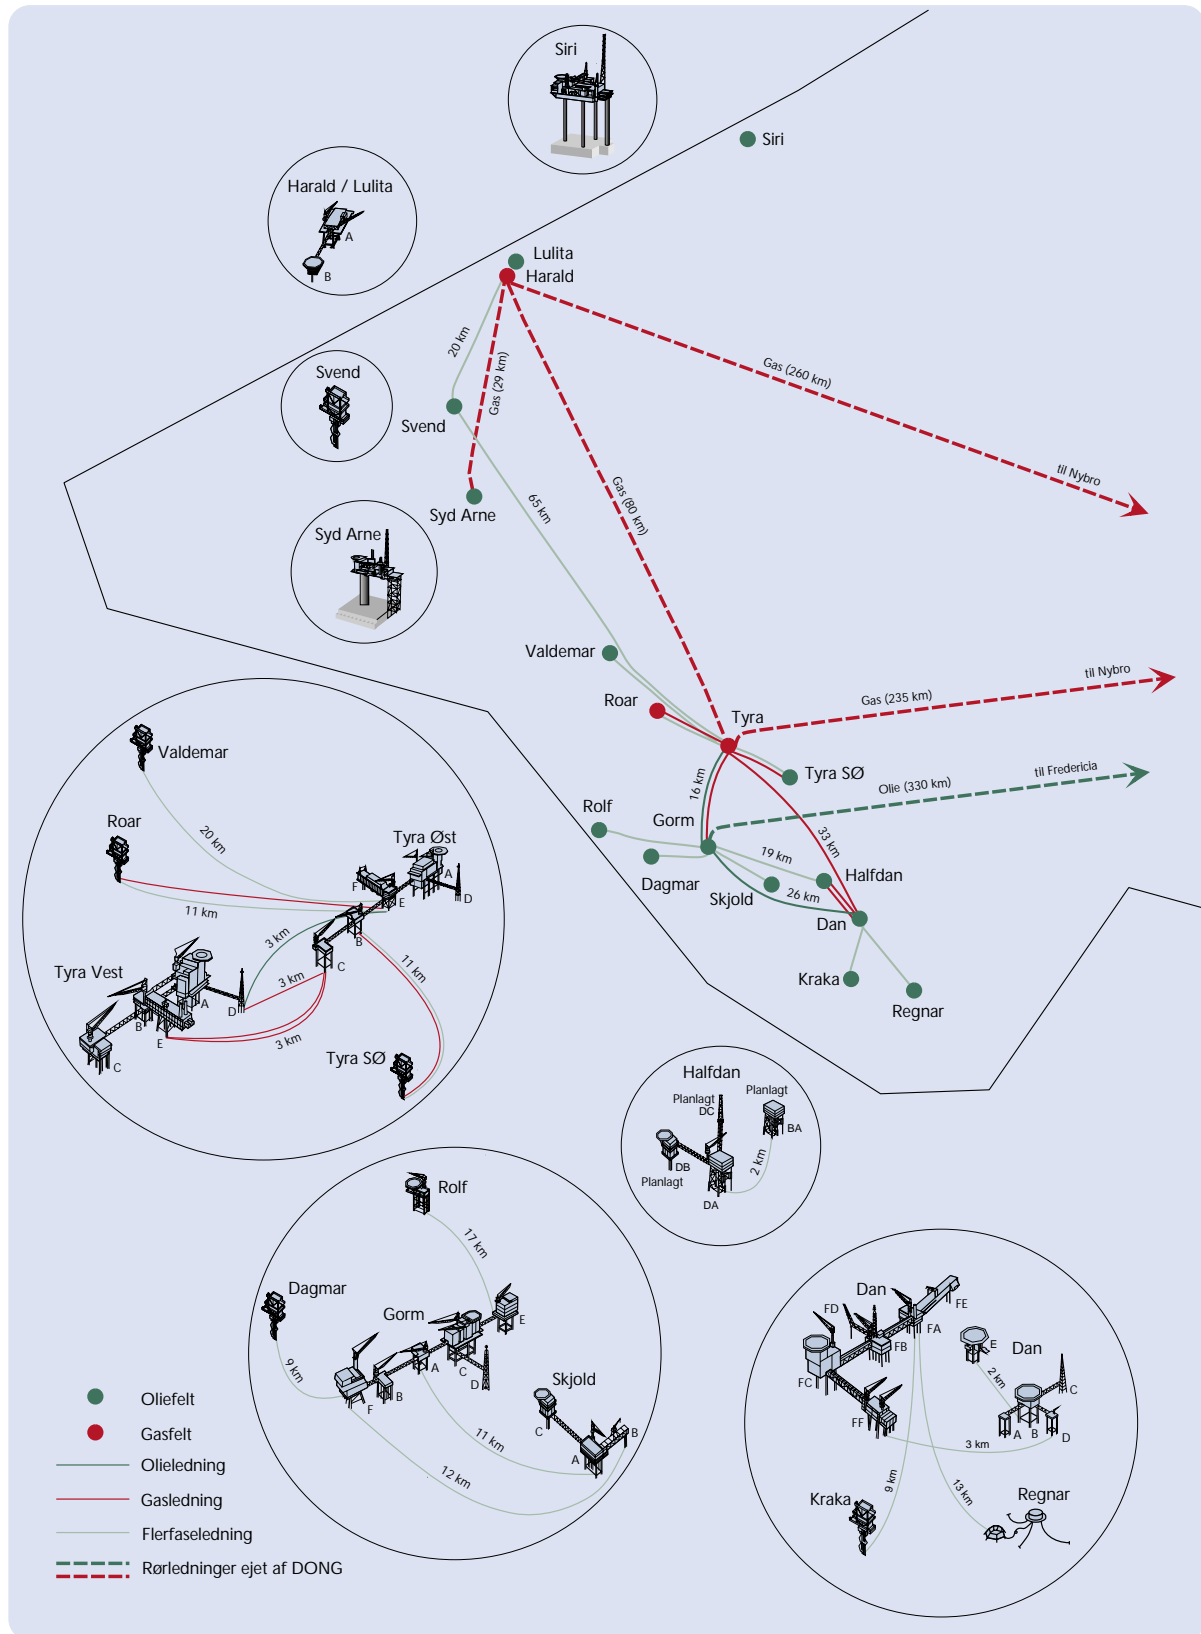 Siri
Siri
Harald / Lulita
A
B
Lulita
Harald
20 km
Gas (29 km)
Gas (260 km)
til Nybro
Svend
Svend
Syd Arne
65 km
Gas (80 km)
Syd Arne
Valdemar
Roar
Tyra
Gas (235 km)
til Nybro
Tyra SØ
16 km
Olie (330 km)
til Fredericia
Rolf
Gorm
33 km
19 km
Halfdan
Dagmar
Skjold
26 km
Dan
Kraka
Regnar
Valdemar
Roar
20 km
Tyra Øst
A
F
D
E
11 km
B
3 km
C
11 km
Tyra Vest
A
3 km
D
B
E
3 km
C
Tyra SØ
Halfdan
Planlagt
DC
Planlagt
BA
DB
Planlagt
2 km
DA
Rolf
17 km
Dagmar
Gorm
E
9 km
A
C
D
B
F
Skjold
C
B
A
11 km
12 km
Dan
FE
FD
FA
FB
FC
FF
E
Dan
2 km
C
A
B
D
3 km
9 km
13 km
Kraka
Regnar
Oliefelt
Gasfelt
Olieledning
Gasledning
Flerfaseledning
Rørledninger ejet af DONG